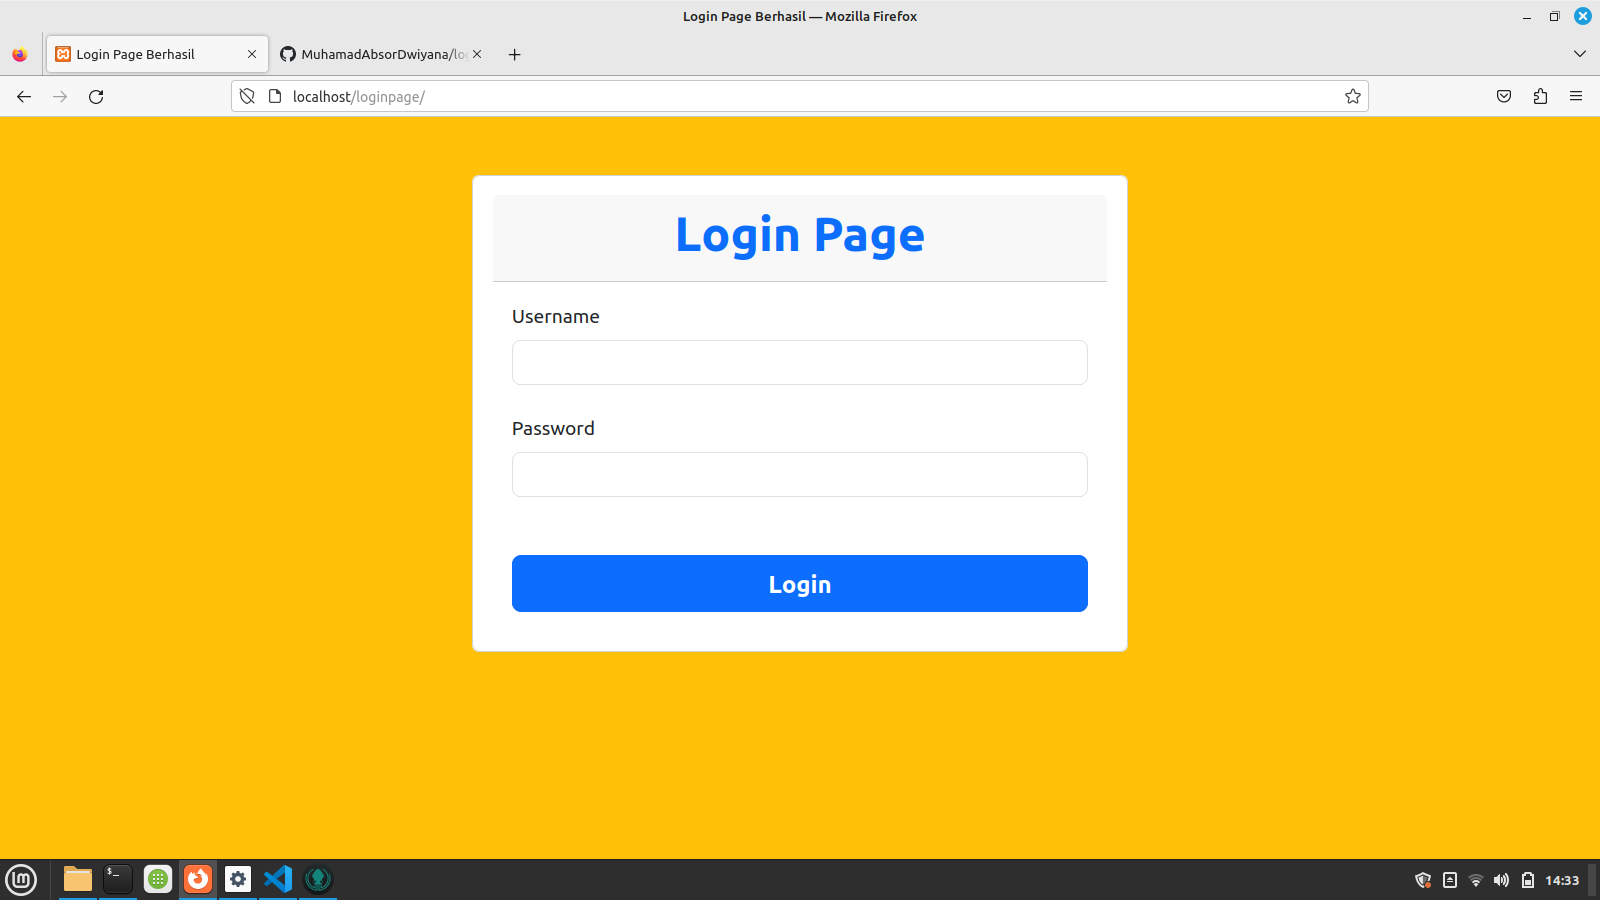 Login Page Berhasil — Mozilla Firefox
Login Page Berhasil
MuhamadAbsorDwiyana/lo
localhost/loginpage/
Login Page
Username
Password
Login
14:33